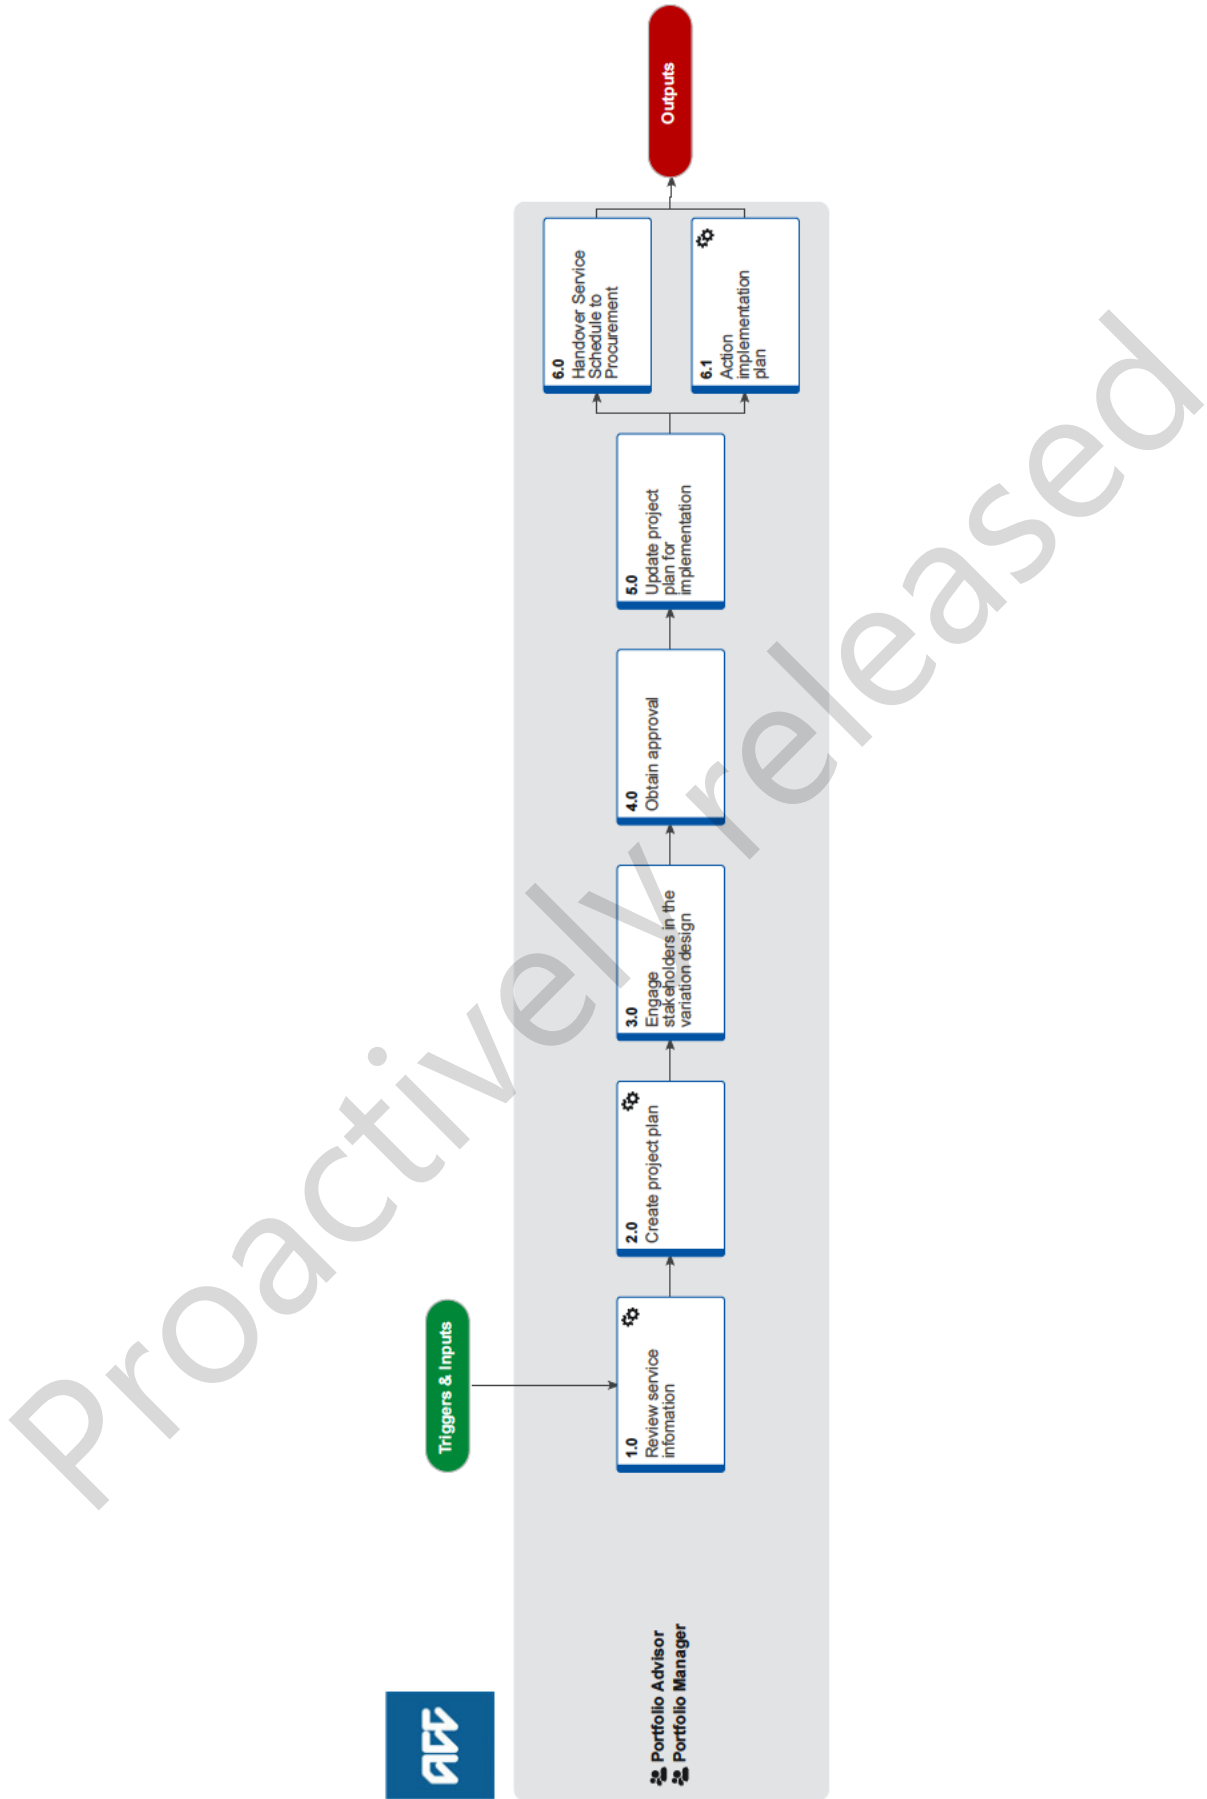 ACC
Portfolio Advisor
Portfolio Manager
Triggers & Inputs
1.0
Review service
infomation
2.0
Create project plan
3.0
Engage
stakeholders in the
variation design
4.0
Obtain approval
5.0
Update project
plan for
implementation
6.0
Handover Service
Schedule to
Procurement
6.1
Action
implementation
plan
Outputs
Proactively released